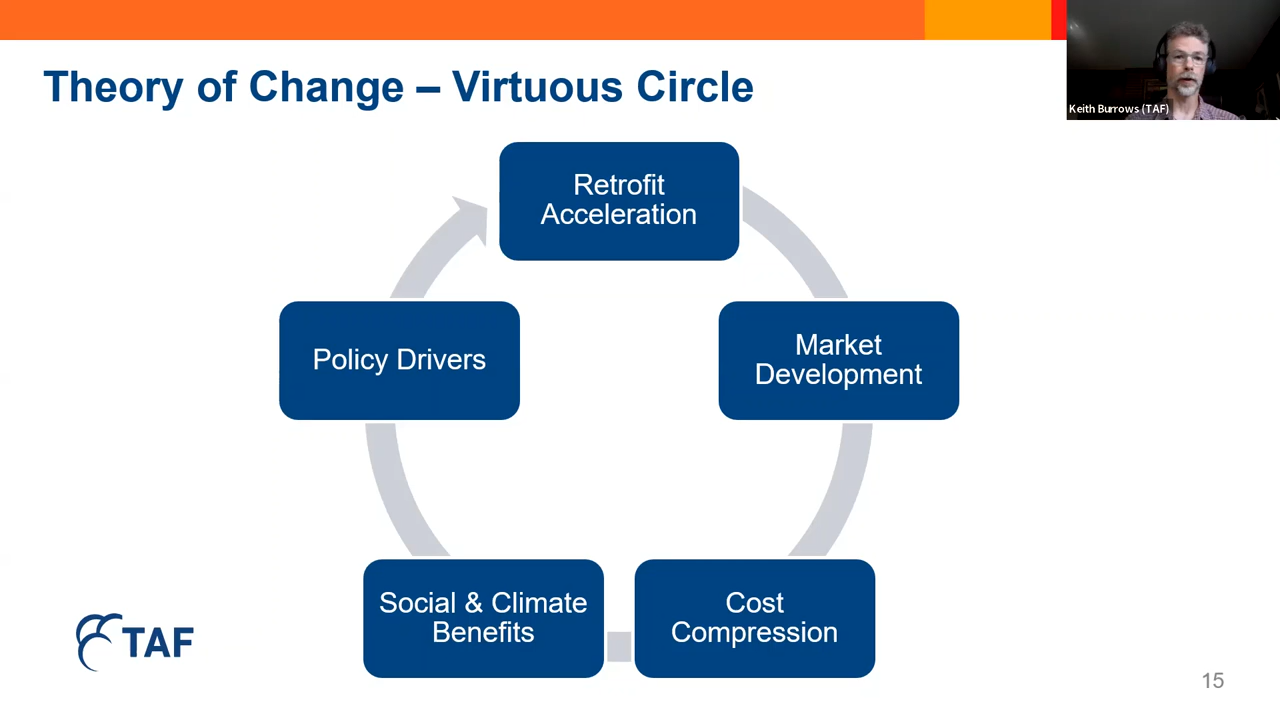 Theory of Change – Virtuous Circle
Keith Burrows (TAF)
Retrofit
Acceleration
Policy Drivers
Market
Development
Social & Climate
Benefits
Cost
Compression
TAF
15